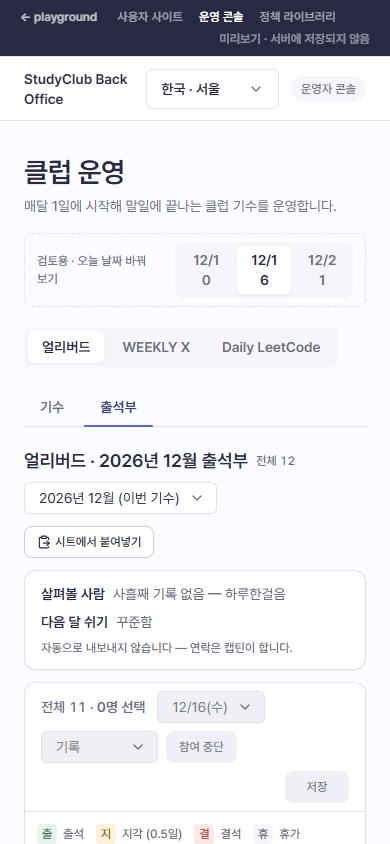 ← playground 사용자 사이트 운영 콘솔 정책 라이브러리
미리보기 · 서버에 저장되지 않음
StudyClub Back
Office
한국 · 서울
운영자 콘솔
클럽 운영
매달 1일에 시작해 말일에 끝나는 클럽 기수를 운영합니다.
검토용 · 오늘 날짜 바꿔
보기
12/1
0
12/1
6
12/2
1
얼리버드 WEEKLY X Daily LeetCode
기수 출석부
얼리버드 · 2026년 12월 출석부 전체 12
2026년 12월 (이번 기수)
시트에서 붙여넣기
살펴볼 사람 사흘째 기록 없음 — 하루한걸음
다음 달 쉬기 꾸준함
자동으로 내보내지 않습니다 — 연락은 캡틴이 합니다.
전체 11 · 0명 선택 12/16(수)
기록 참여 중단
저장
출 출석 지 지각 (0.5일) 결 결석 휴 휴가